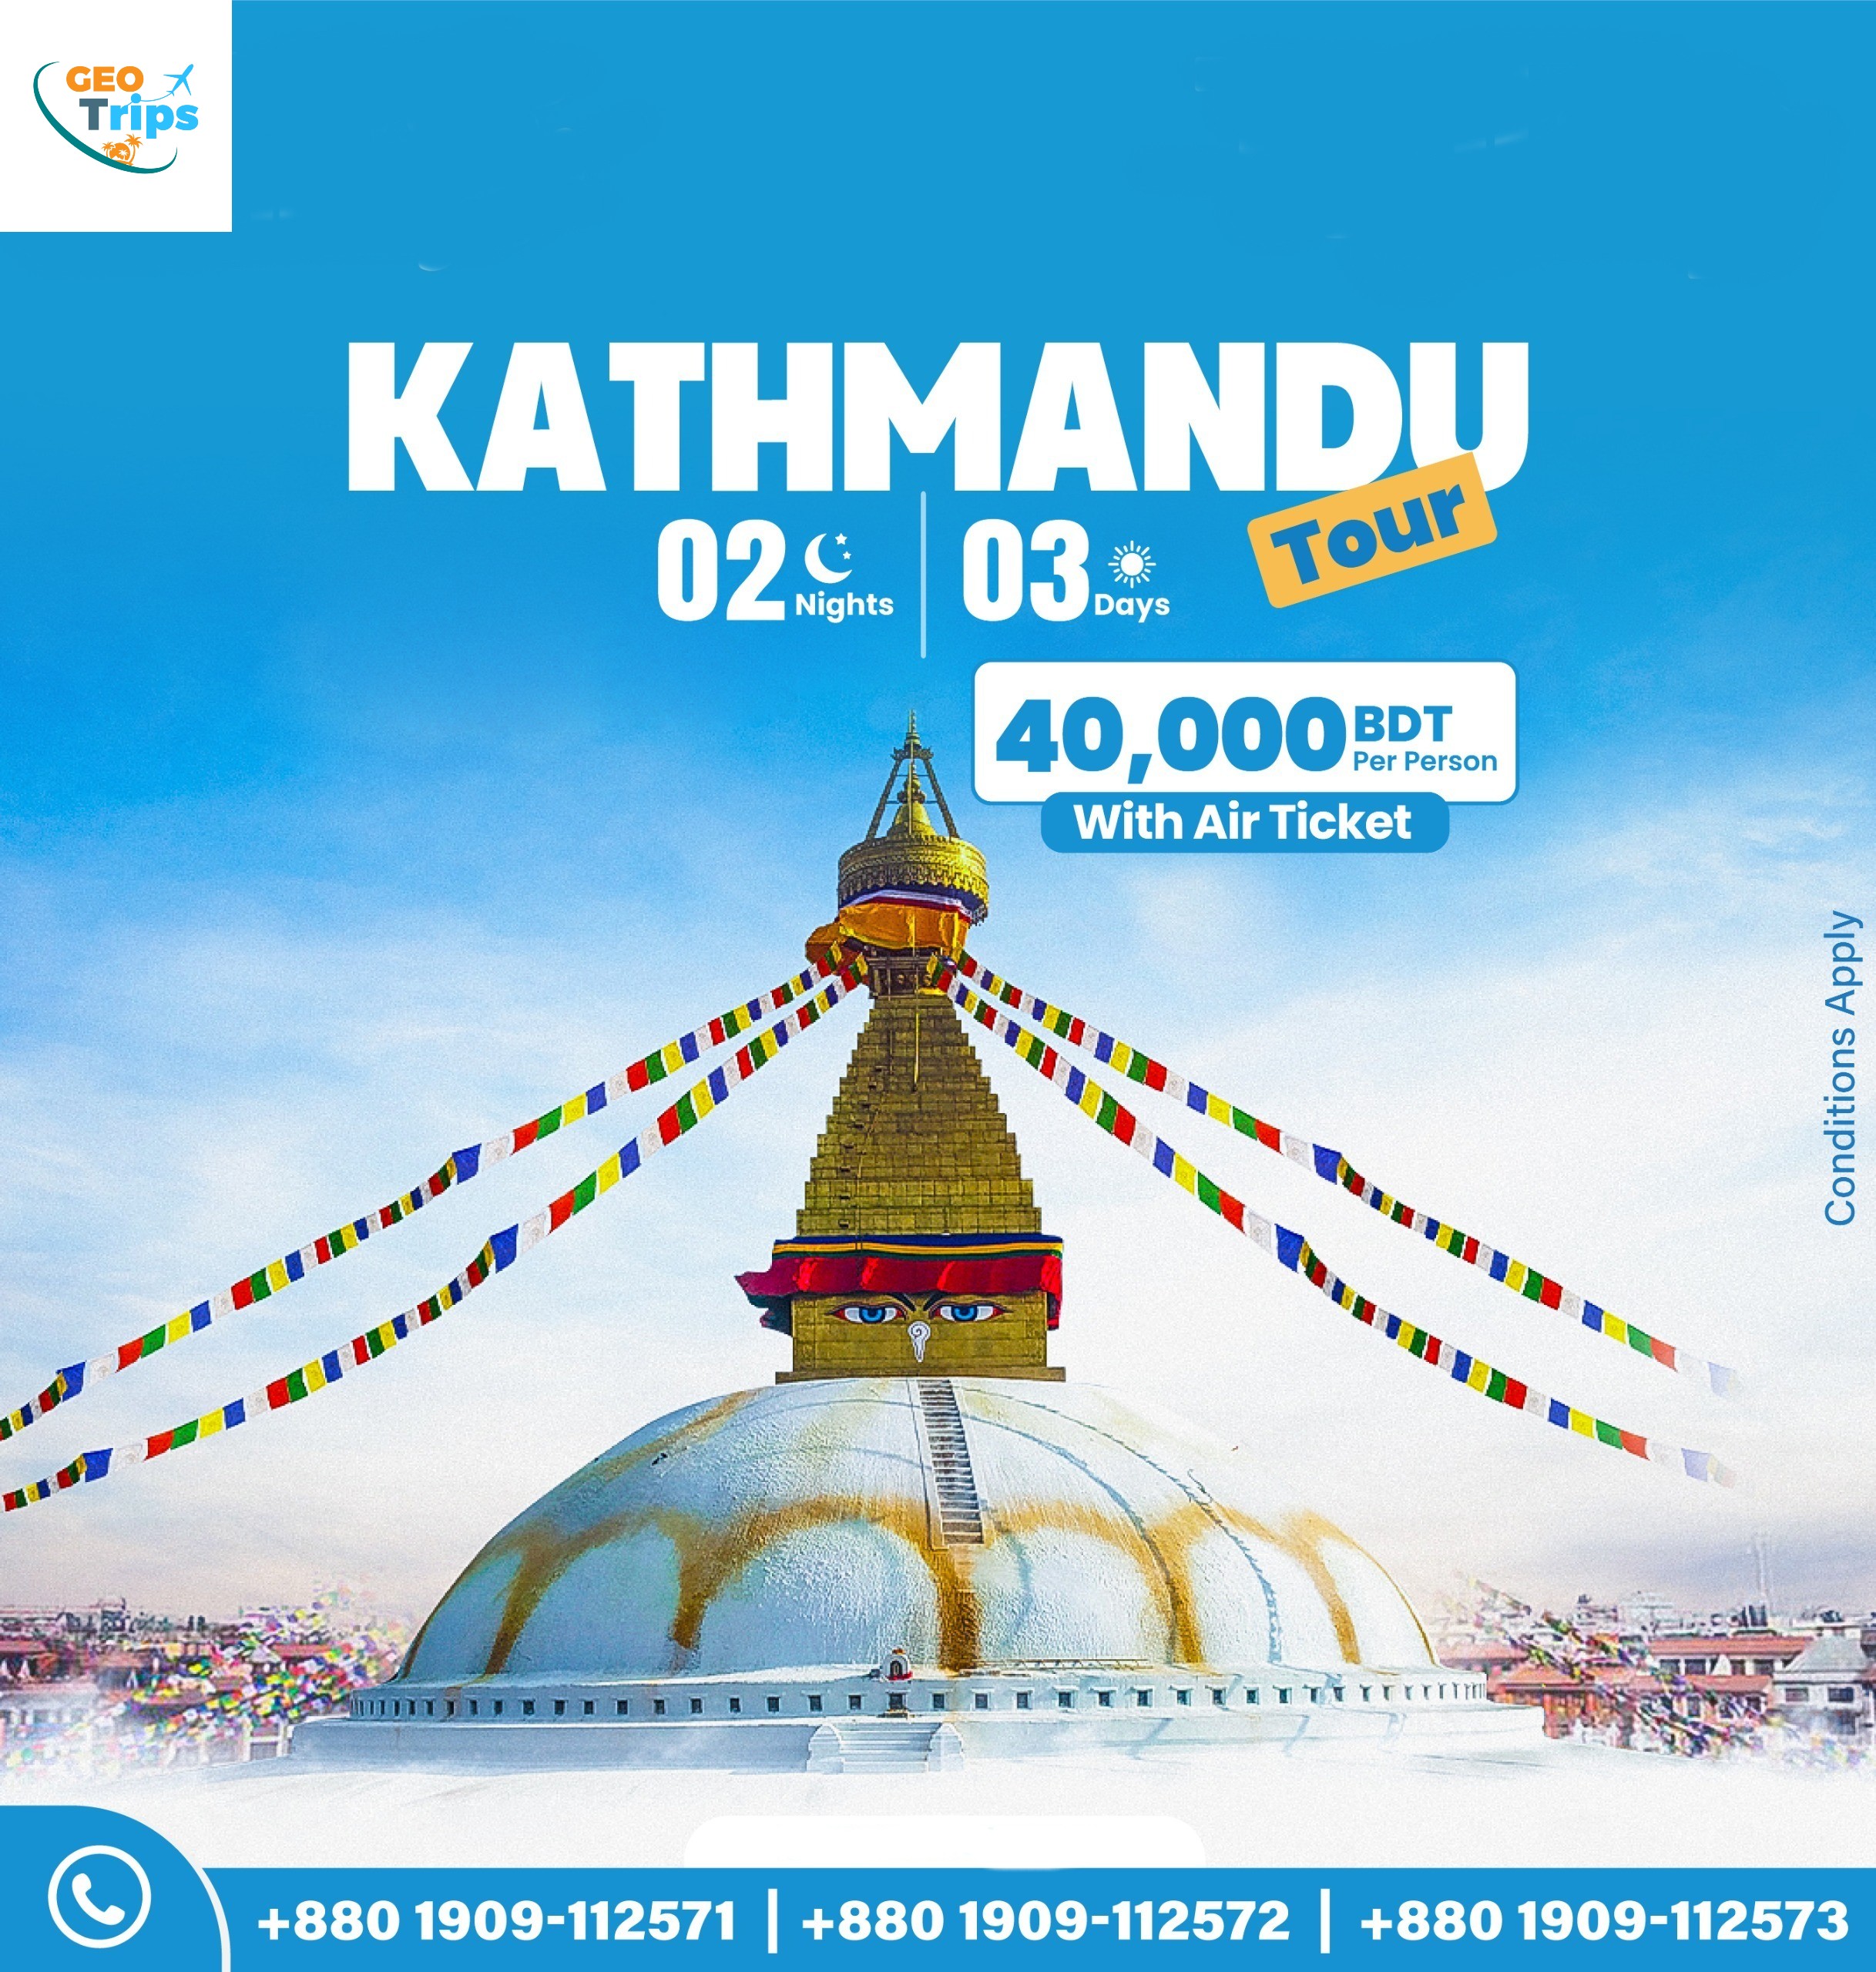 GEO
Trips
KATHMANDU
Tour
02 Nights
03 Days
40,000 BDT
Per Person
With Air Ticket
Conditions Apply
+880 1909-112571 | +880 1909-112572 | +880 1909-112573